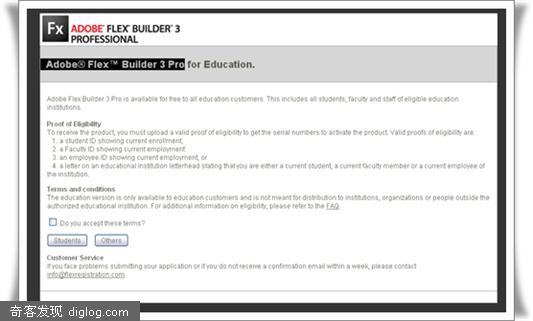 Fx
ADOBE® FLEX® BUILDER™ 3
PROFESSIONAL
Adobe® Flex™ Builder 3 Pro for Education.
Adobe Flex Builder 3 Pro is available for free to all education customers. This includes all students, faculty and staff of eligible education
institutions.
Proof of Eligibility
To receive the product, you must upload a valid proof of eligibility to get the serial numbers to activate the product. Valid proofs of eligibility are:
1. a student ID showing current enrollment,
2. a Faculty ID showing current employment
3. an employee ID showing current employment, or
4. a letter on an educational institution letterhead stating that you are either a current student, a current faculty member or a current employee of
the institution.
Terms and conditions
The education version is only available to education customers and is not meant for distribution to institutions, organizations or people outside the
authorized educational institution. For additional information on eligibility, please refer to the FAQ.
Do you accept these terms?
Students Others
Customer Service
If you face problems submitting your application or if you do not receive a confirmation email within a week, please contact
info@flexregistration.com.
奇客发现 diglog.com